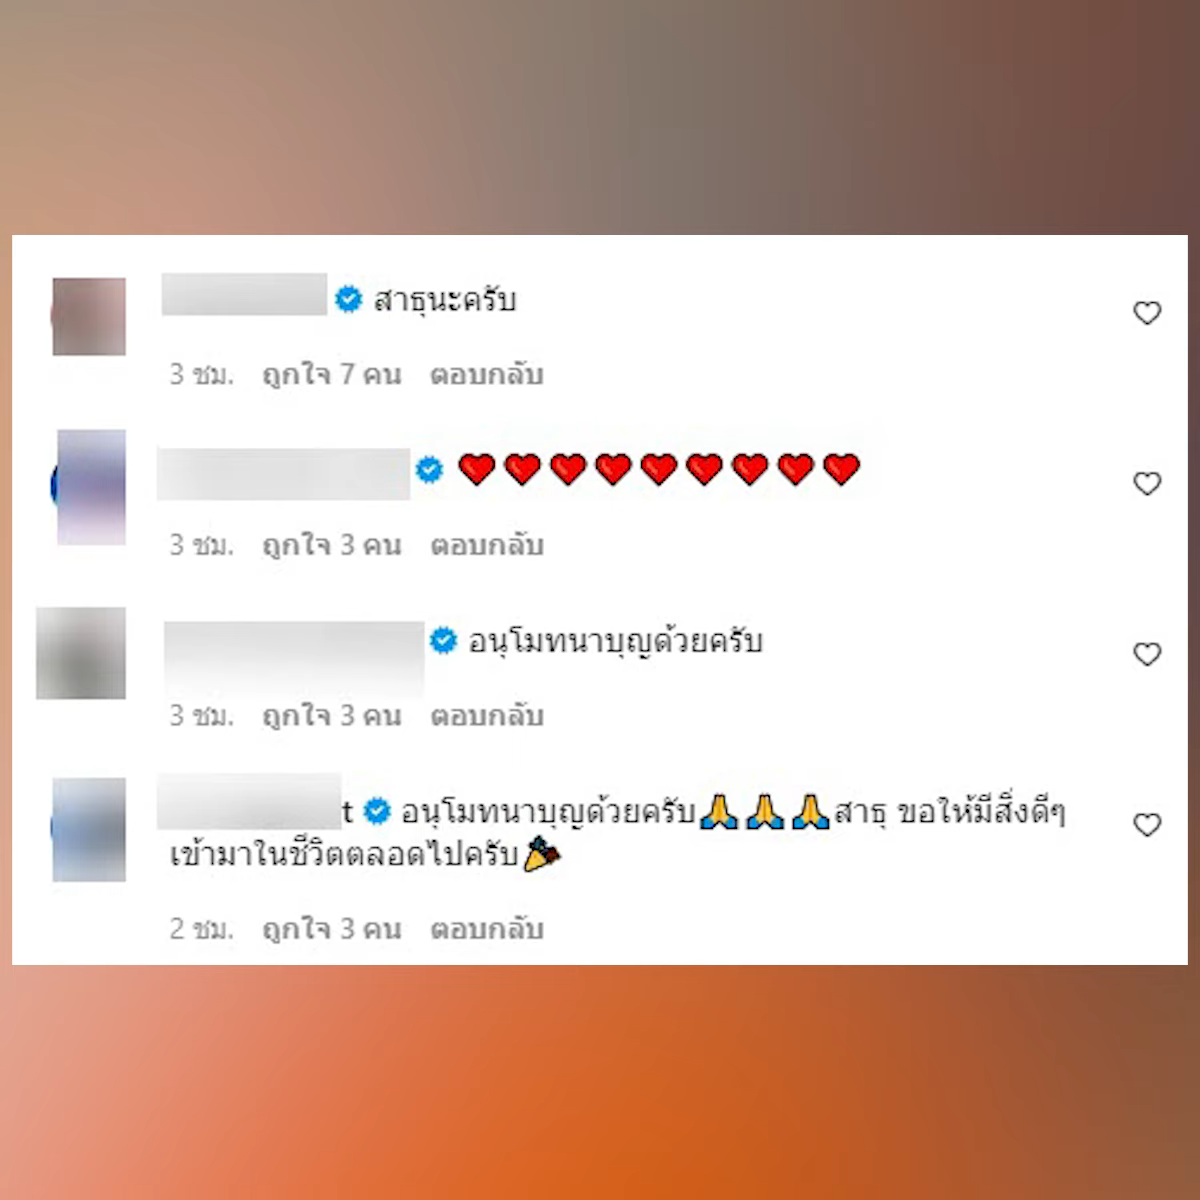 สาธุนะครับ
3 ชม. ถูกใจ 7 คน ตอบกลับ
❤️❤️❤️❤️❤️❤️❤️❤️❤️
3 ชม. ถูกใจ 3 คน ตอบกลับ
อนุโมทนาบุญด้วยครับ
3 ชม. ถูกใจ 3 คน ตอบกลับ
t อนุโมทนาบุญด้วยครับ🙏🙏🙏สาธุ ขอให้มีสิ่งดีๆ
เข้ามาในชีวิตตลอดไปครับ🎉
2 ชม. ถูกใจ 3 คน ตอบกลับ